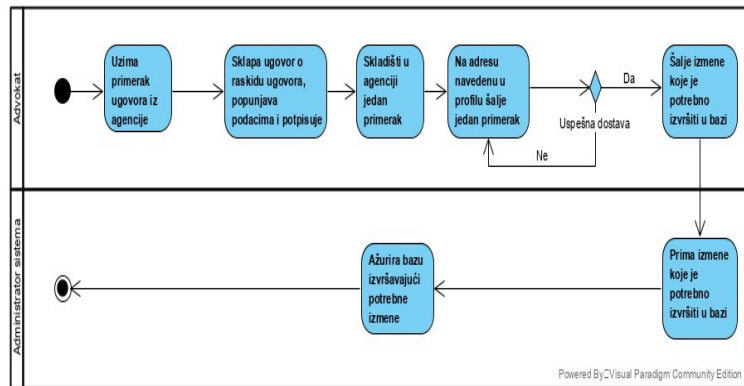 Advokat
Uzima
primerak
ugovora iz
agencije
Sklapa ugovor o
raskidu ugovora,
popunjava
podacima i potpisuje
Skladišti u
agenciji
jedan
primerak
Na adresu
navedenu u
profilu šalje
jedan primerak
Da
Uspešna dostava
Ne
Šalje izmene
koje je
potrebno
izvršiti u bazi
Administrator sistema
Ažurira bazu
izvršavajući
potrebne
izmene
Prima izmene
koje je
potrebno
izvršiti u bazi
Powered By Visual Paradigm Community Edition